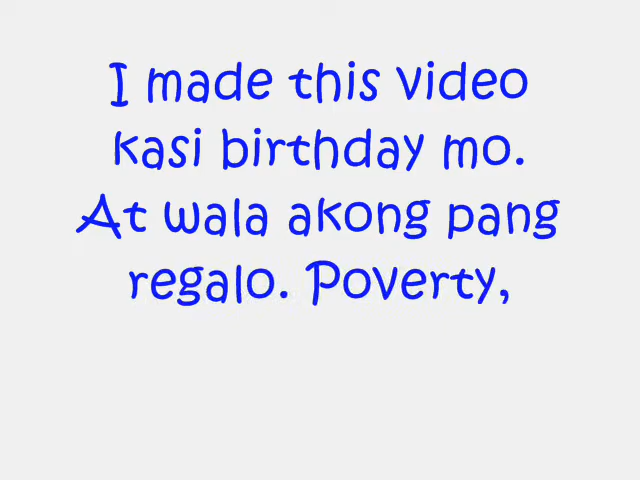 I made this video
kasi birthday mo.
At wala akong pang
regalo. Poverty,